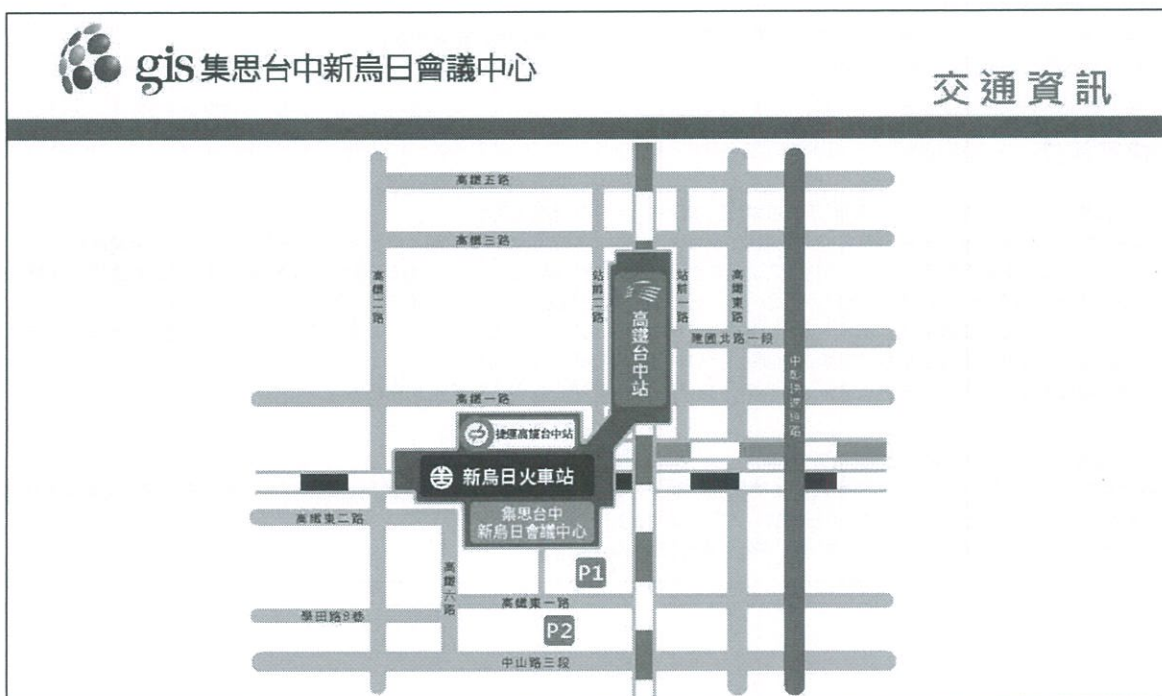 gis 集思台中新烏日會議中心
交通資訊
高鐵五路
高鐵三路
高鐵二路
站前二路
站前一路
高鐵東路
高鐵台中站
建國北路一段
高鐵一路
捷運高鐵台中站
新烏日火車站
集思台中
新烏日會議中心
高鐵東二路
高鐵六路
P1
高鐵東一路
學田路8巷
P2
中山路三段